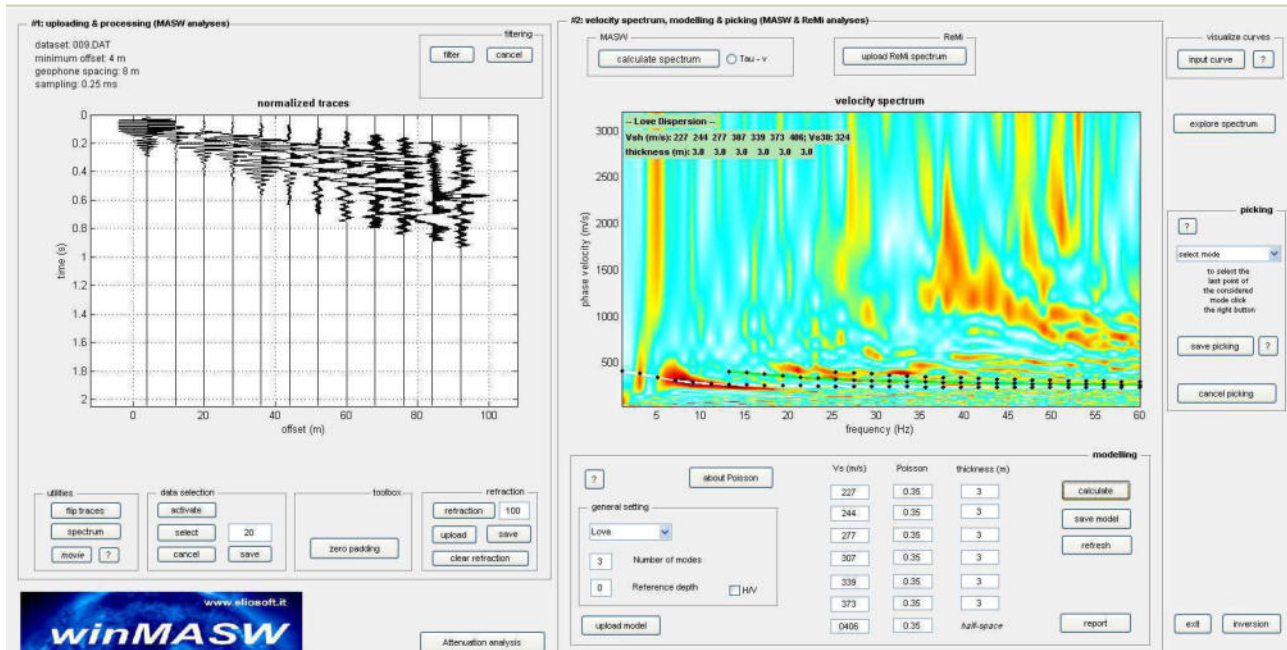 #1: uploading & processing (MASW analyses)
dataset: 009.DAT
minimum offset: 4 m
geophone spacing: 8 m
sampling: 0.25 ms
filtering
filter
cancel
normalized traces
0
0.2
0.4
0.6
0.8
1
1.2
1.4
1.6
1.8
2
time (s)
0 20 40 60 80 100
offset (m)
utilities
flip traces
spectrum
movie ?
data selection
activate
select 20
cancel save
toolbox
zero padding
refraction
refraction 100
upload save
clear refraction
www.eliosoft.it
winMASW
Attenuation analysis
#2: velocity spectrum, modelling & picking (MASW & ReMi analyses)
MASW
calculate spectrum Tau - v
ReMi
upload ReMi spectrum
velocity spectrum
-- Love Dispersion --
Vsh (m/s): 227 244 277 307 339 373 406; Vs30: 324
thickness (m): 3.0 3.0 3.0 3.0 3.0 3.0
3000
2500
2000
1500
1000
500
phase velocity (m/s)
5 10 15 20 25 30 35 40 45 50 55 60
frequency (Hz)
modelling
?
about Poisson
general setting
Love
3 Number of modes
0 Reference depth H/V
upload model
Vs (m/s) Poisson thickness (m)
227 0.35 3
244 0.35 3
277 0.35 3
307 0.35 3
339 0.35 3
373 0.35 3
0406 0.35 half-space
calculate
save model
refresh
report
visualize curves
input curve ?
explore spectrum
picking
?
select mode
to select the
last point of
the considered
mode click
the right button
save picking ?
cancel picking
exit inversion